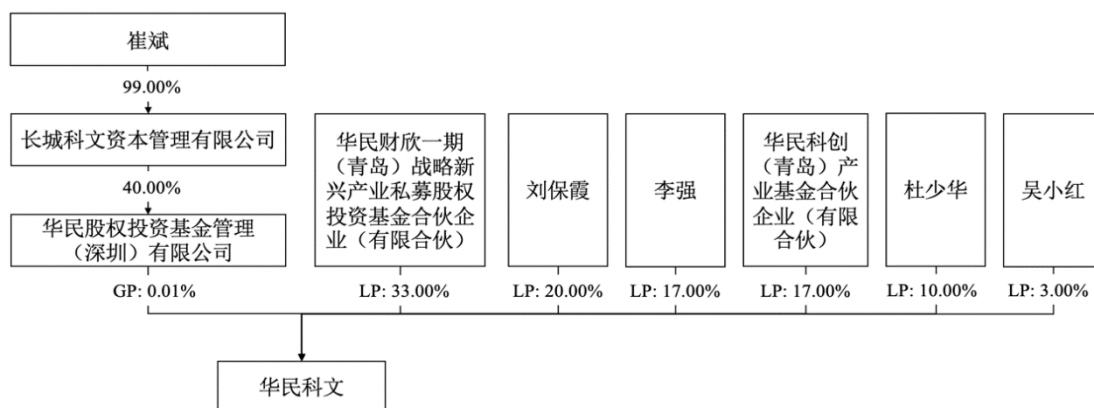 崔斌
99.00%
长城科文资本管理有限公司
40.00%
华民股权投资基金管理
（深圳）有限公司
GP: 0.01%
华民财欣一期
（青岛）战略新
兴产业私募股权
投资基金合伙企
业（有限合伙）
LP: 33.00%
刘保霞
LP: 20.00%
李强
LP: 17.00%
华民科创
（青岛）产
业基金合伙
企业（有限
合伙）
LP: 17.00%
杜少华
LP: 10.00%
吴小红
LP: 3.00%
华民科文